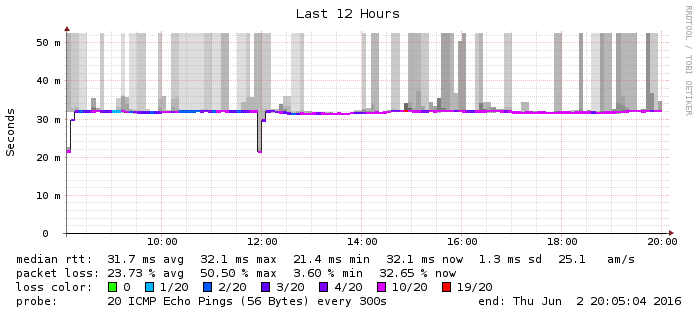 Last 12 Hours
RRDTOOL / TOBI OETIKER
Seconds
50 m
40 m
30 m
20 m
10 m
0
10:00 12:00 14:00 16:00 18:00 20:00
median rtt: 31.7 ms avg 32.1 ms max 21.4 ms min 32.1 ms now 1.3 ms sd 25.1 am/s
packet loss: 23.73 % avg 50.50 % max 3.60 % min 32.65 % now
loss color: 0 1/20 2/20 3/20 4/20 10/20 19/20
probe: 20 ICMP Echo Pings (56 Bytes) every 300s end: Thu Jun 2 20:05:04 2016